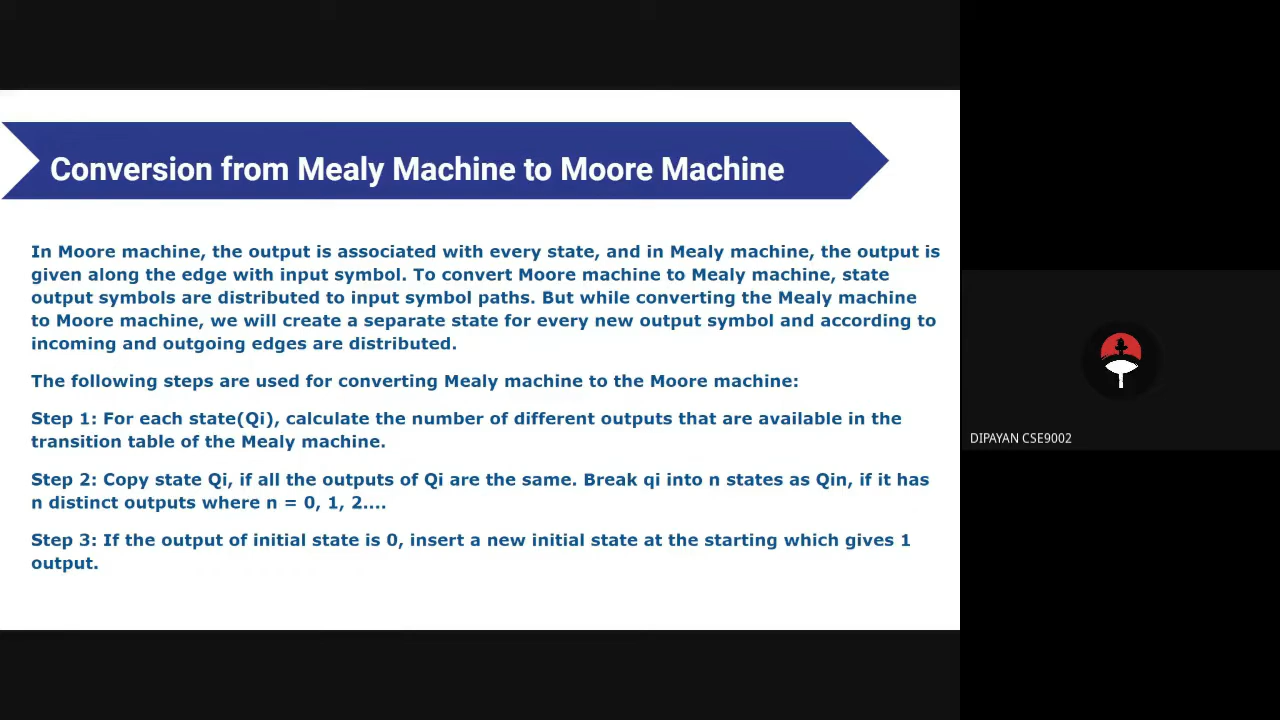 Conversion from Mealy Machine to Moore Machine
In Moore machine, the output is associated with every state, and in Mealy machine, the output is
given along the edge with input symbol. To convert Moore machine to Mealy machine, state
output symbols are distributed to input symbol paths. But while converting the Mealy machine
to Moore machine, we will create a separate state for every new output symbol and according to
incoming and outgoing edges are distributed.
The following steps are used for converting Mealy machine to the Moore machine:
Step 1: For each state(Qi), calculate the number of different outputs that are available in the
transition table of the Mealy machine.
Step 2: Copy state Qi, if all the outputs of Qi are the same. Break qi into n states as Qin, if it has
n distinct outputs where n = 0, 1, 2....
Step 3: If the output of initial state is 0, insert a new initial state at the starting which gives 1
output.
DIPAYAN CSE9002